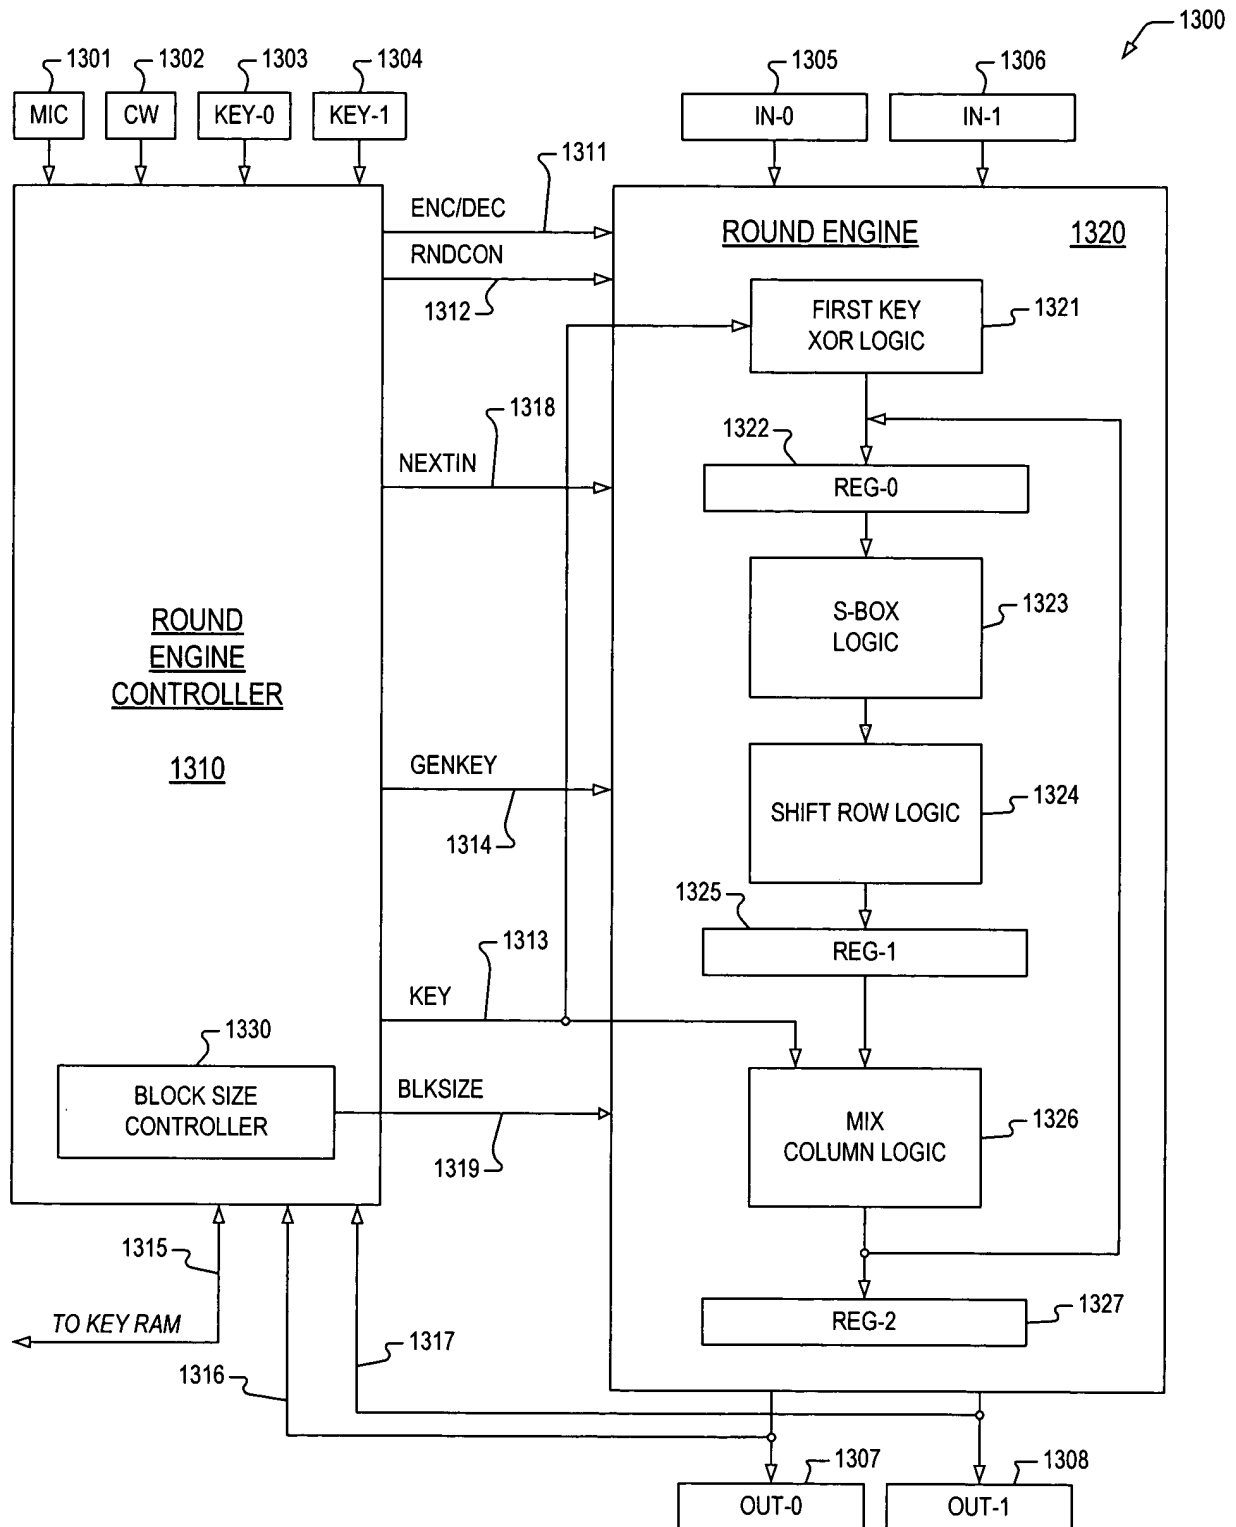 1300
1301
1302
1303
1304
1305
1306
MIC
CW
KEY-0
KEY-1
IN-0
IN-1
1311
ENC/DEC
RNDCON
1312
ROUND ENGINE
1320
FIRST KEY
XOR LOGIC
1321
1318
NEXTIN
1322
REG-0
S-BOX
LOGIC
1323
ROUND
ENGINE
CONTROLLER
1310
GENKEY
1314
SHIFT ROW LOGIC
1324
1325
REG-1
1313
KEY
1330
BLOCK SIZE
CONTROLLER
BLKSIZE
1319
MIX
COLUMN LOGIC
1326
1315
TO KEY RAM
1316
1317
REG-2
1327
1307
1308
OUT-0
OUT-1